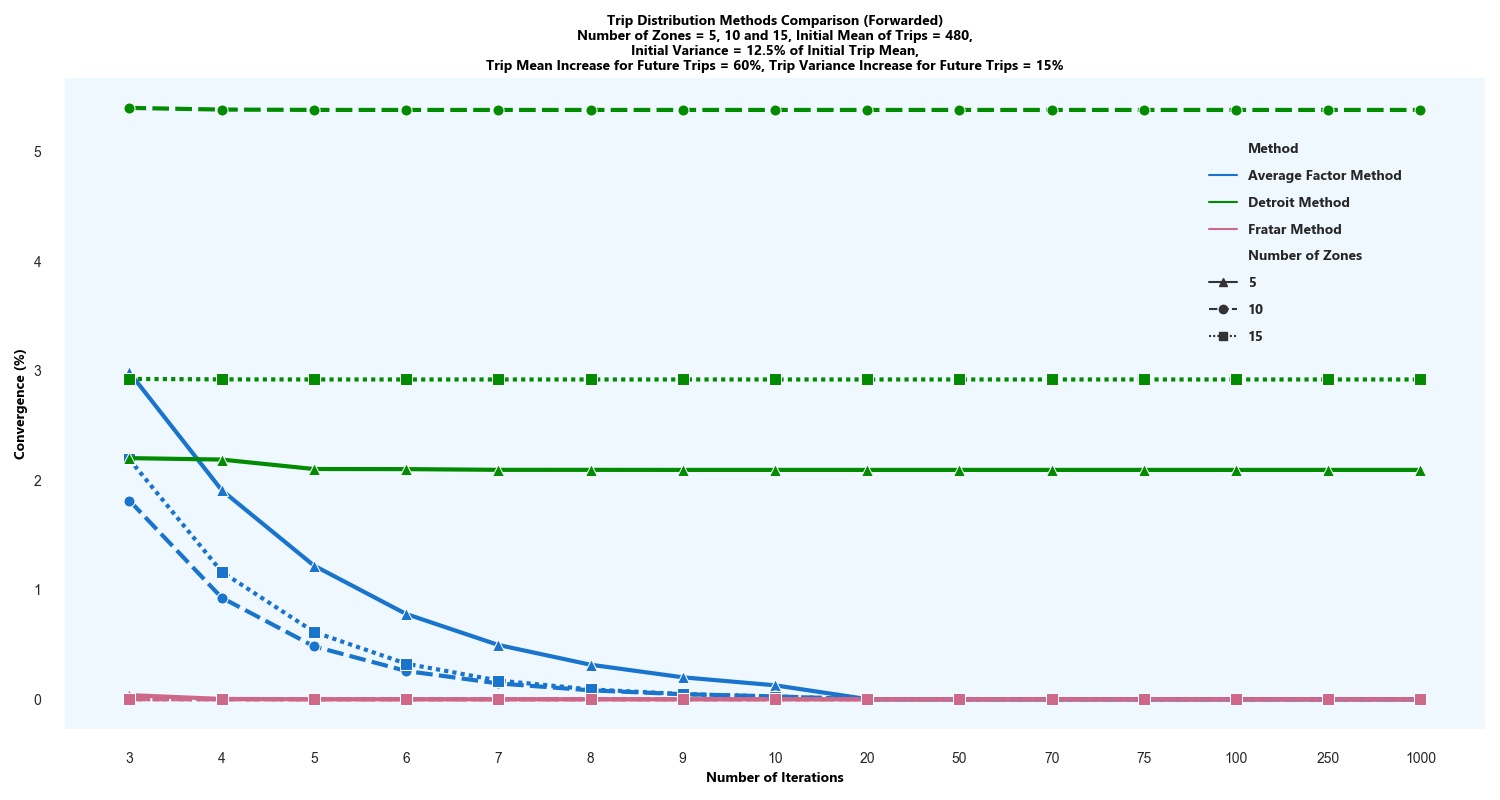 Trip Distribution Methods Comparison (Forwarded)
Number of Zones = 5, 10 and 15, Initial Mean of Trips = 480,
Initial Variance = 12.5% of Initial Trip Mean,
Trip Mean Increase for Future Trips = 60%, Trip Variance Increase for Future Trips = 15%
Convergence (%)
5
4
3
2
1
0
Method
Average Factor Method
Detroit Method
Fratar Method
Number of Zones
5
10
15
3 4 5 6 7 8 9 10 20 50 70 75 100 250 1000
Number of Iterations